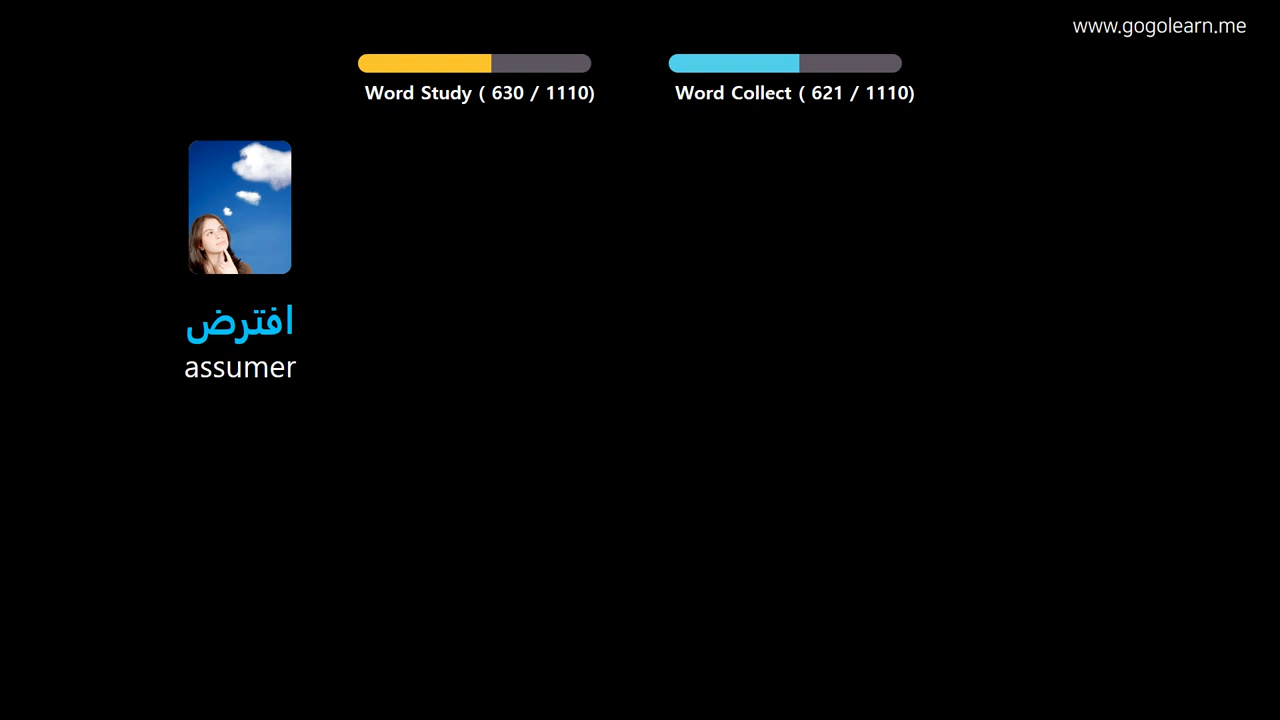 www.gogolearn.me
Word Study ( 630 / 1110)
Word Collect ( 621 / 1110)
افترض
assumer